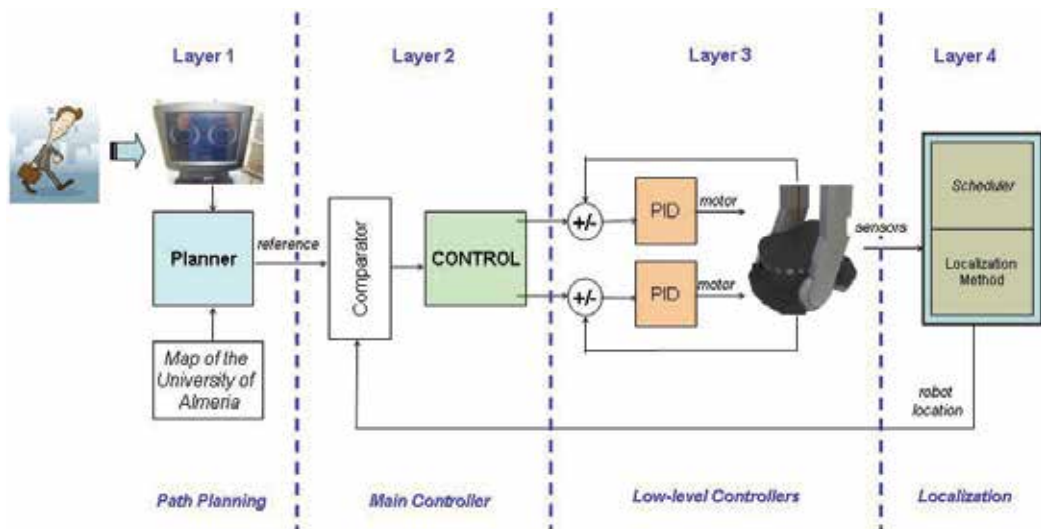 Layer 1
Layer 2
Layer 3
Layer 4
Planner
reference
Map of the
University of
Almeria
Comparator
CONTROL
+/-
PID
motor
+/-
PID
motor
sensors
Scheduler
Localization
Method
robot
location
Path Planning
Main Controller
Low-level Controllers
Localization